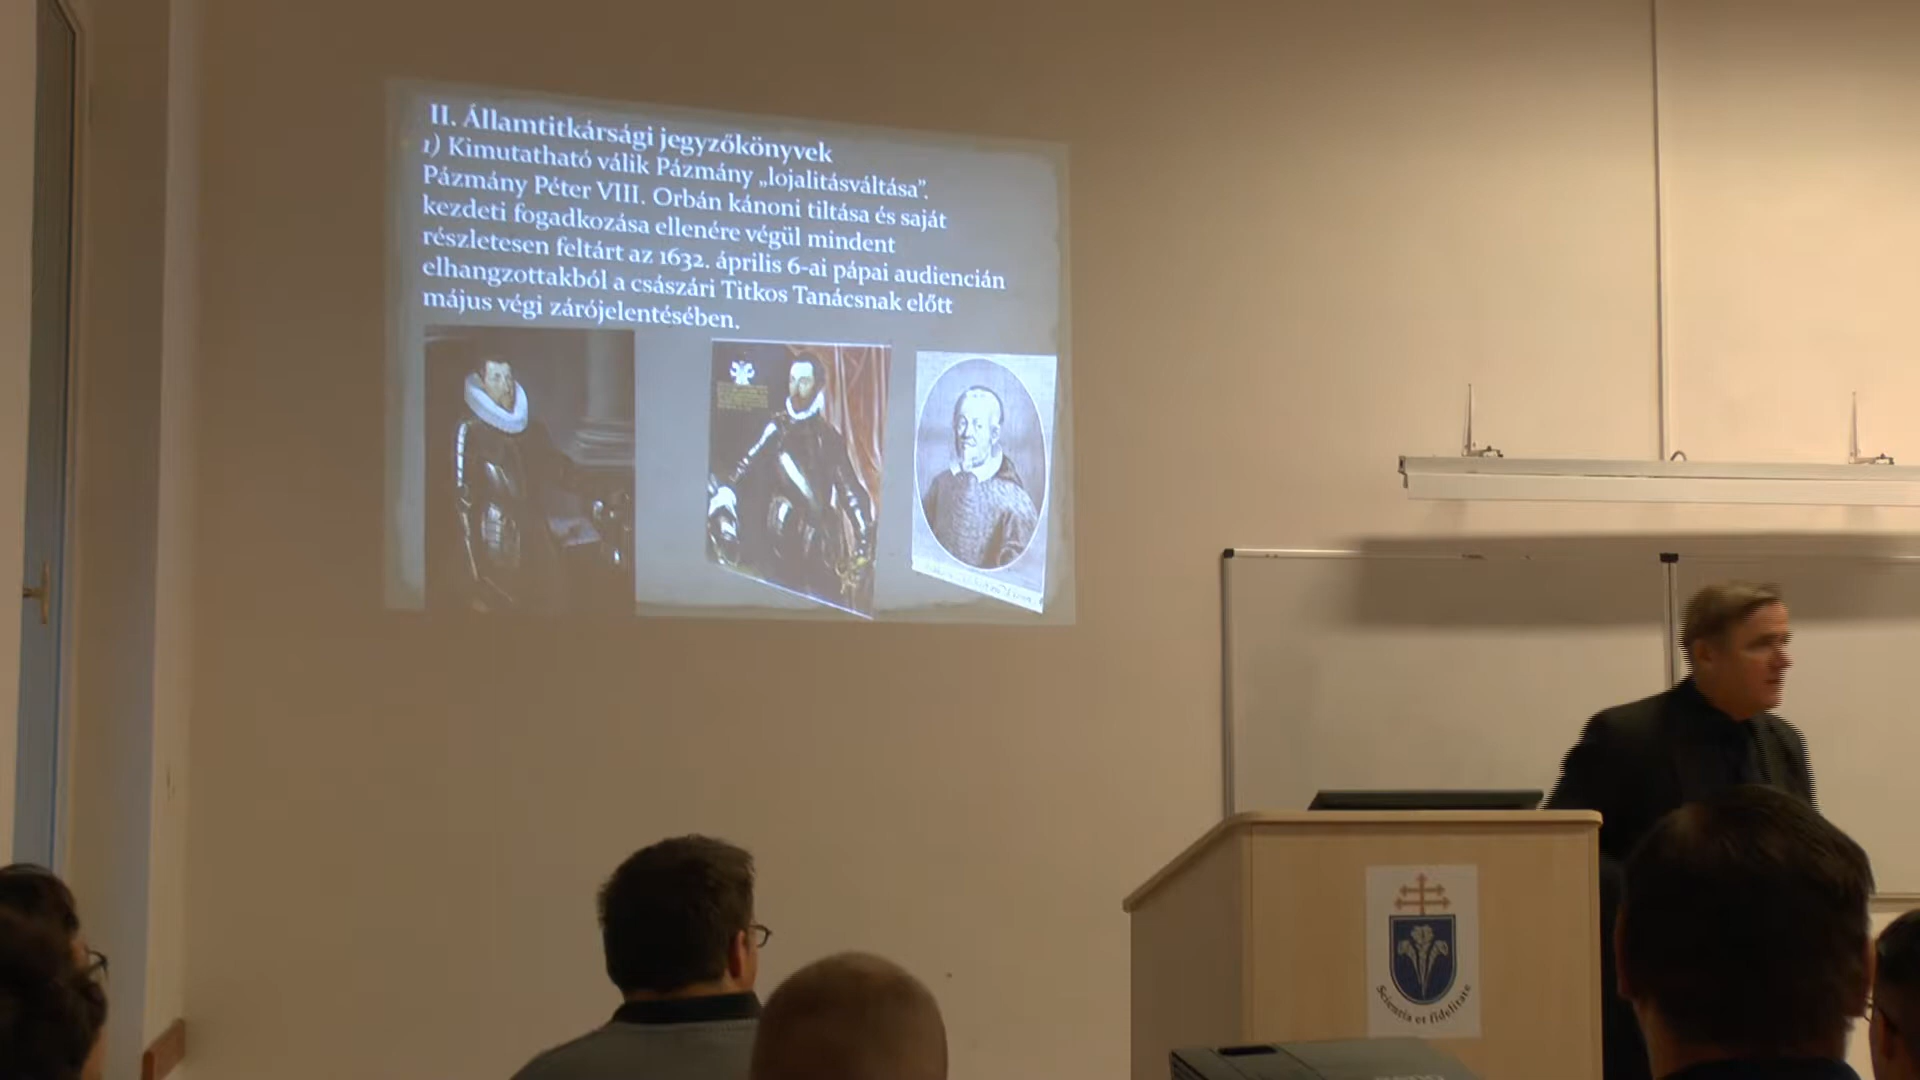 II. Államtitkársági jegyzőkönyvek
1) Kimutatható válik Pázmány „lojalitásváltása”.
Pázmány Péter VIII. Orbán kánoni tiltása és saját
kezdeti fogadkozása ellenére végül mindent
részletesen feltárt az 1632. április 6-ai pápai audiencián
elhangzottakból a császári Titkos Tanácsnak előtt
május végi zárójelentésében.
Scientia et fidelitate